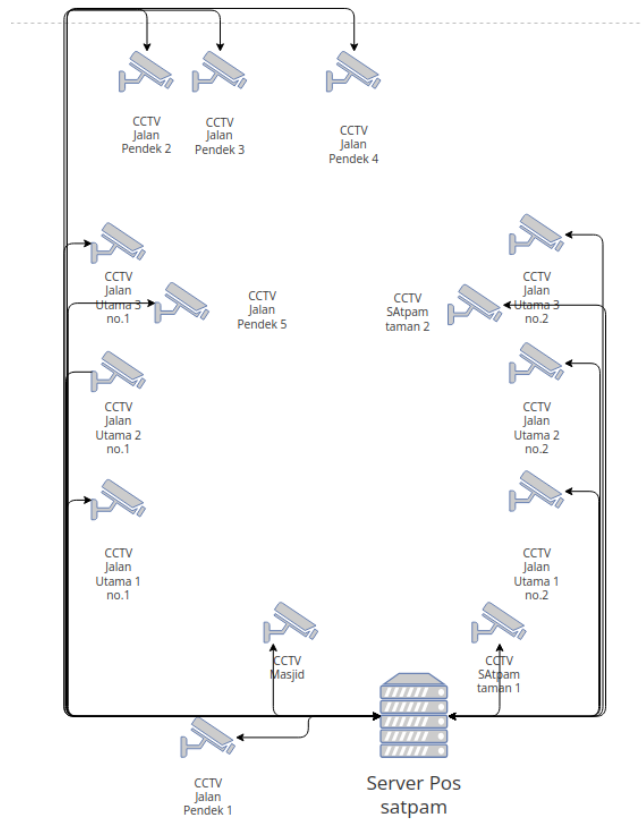 CCTV
Jalan
Pendek 2
CCTV
Jalan
Pendek 3
CCTV
Jalan
Pendek 4
CCTV
Jalan
Utama 3
no.1
CCTV
Jalan
Pendek 5
CCTV
SAtpam
taman 2
CCTV
Jalan
Utama 3
no.2
CCTV
Jalan
Utama 2
no.1
CCTV
Jalan
Utama 2
no.2
CCTV
Jalan
Utama 1
no.1
CCTV
Jalan
Utama 1
no.2
CCTV
Masjid
CCTV
SAtpam
taman 1
CCTV
Jalan
Pendek 1
Server Pos
satpam